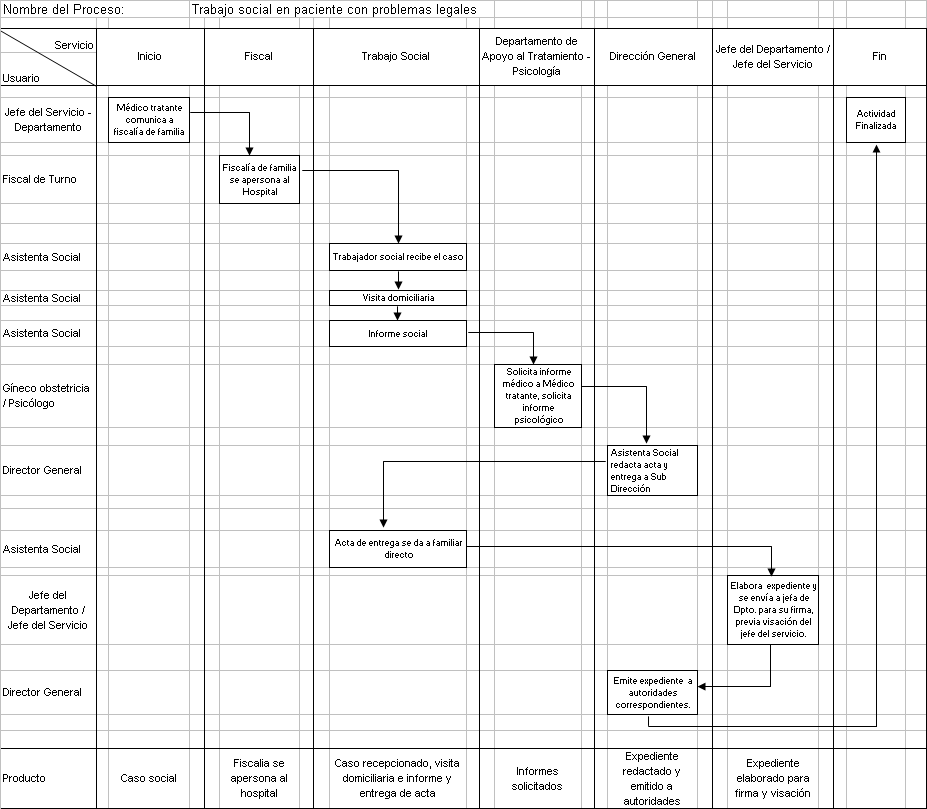 Nombre del Proceso: Trabajo social en paciente con problemas legales
Servicio
Usuario
Inicio
Fiscal
Trabajo Social
Departamento de
Apoyo al Tratamiento -
Psicología
Dirección General
Jefe del Departamento /
Jefe del Servicio
Fin
Jefe del Servicio -
Departamento
Médico tratante
comunica a
fiscalía de familia
Actividad
Finalizada
Fiscal de Turno
Fiscalía de familia
se apersona al
Hospital
Asistenta Social
Trabajador social recibe el caso
Asistenta Social
Visita domiciliaria
Asistenta Social
Informe social
Gíneco obstetricia
/ Psicólogo
Solicita informe
médico a Médico
tratante, solicita
informe
psicológico
Director General
Asistenta Social
redacta acta y
entrega a Sub
Dirección
Asistenta Social
Acta de entrega se da a familiar
directo
Jefe del
Departamento /
Jefe del Servicio
Elabora expediente y
se envía a jefa de
Dpto. para su firma,
previa visación del
jefe del servicio.
Director General
Emite expediente a
autoridades
correspondientes.
Producto
Caso social
Fiscalia se
apersona al
hospital
Caso recepcionado, visita
domiciliaria e informe y
entrega de acta
Informes
solicitados
Expediente
redactado y
emitido a
autoridades
Expediente
elaborado para
firma y visación